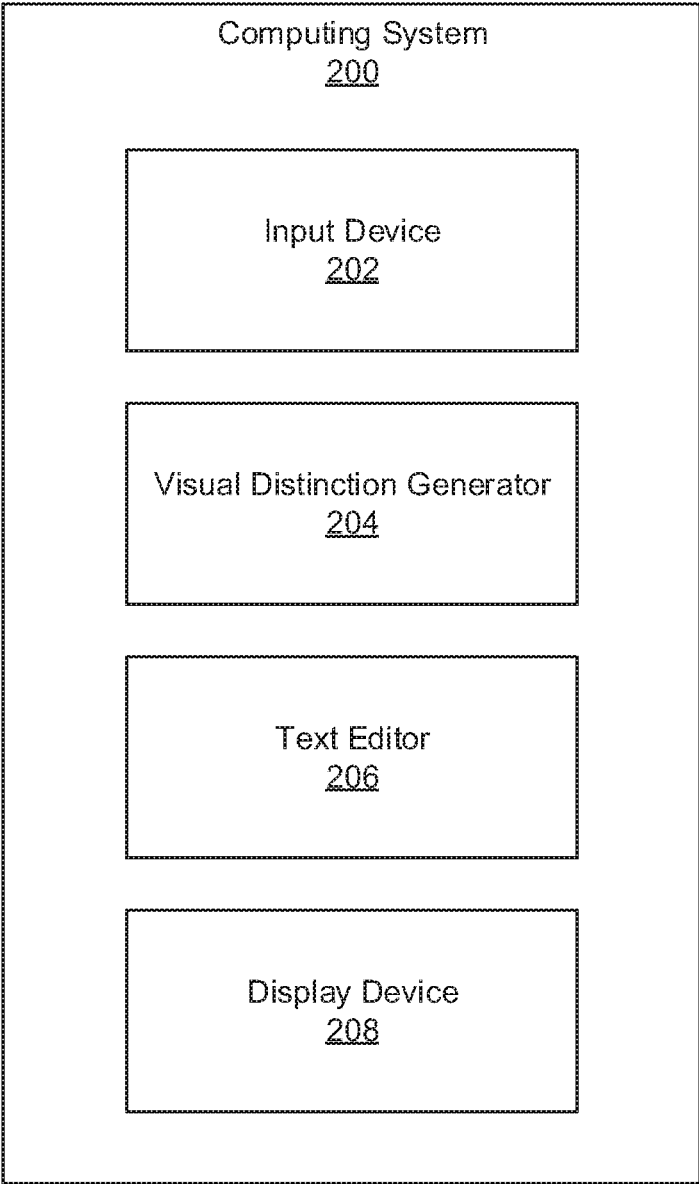 Computing System
200
Input Device
202
Visual Distinction Generator
204
Text Editor
206
Display Device
208